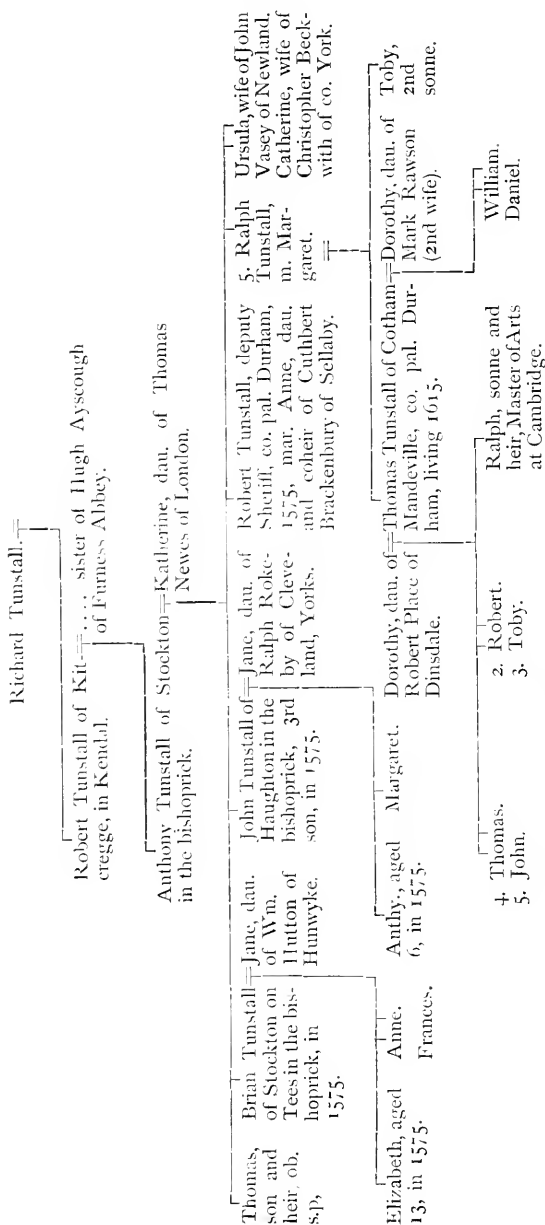 Richard Tunstall.
Robert Tunstall of Kit-
cregge, in Kendal.
.... sister of Hugh Ayscough
of Furness Abbey.
Anthony Tunstall of Stockton
in the bishoprick.
Katherine, dau. of Thomas
Newes of London.
Thomas,
son and
heir, ob.
s.p,
Brian Tunstall
of Stockton on
Tees in the bis-
hoprick, in
1575.
Jane, dau.
of Wm.
Hutton of
Hunwyke.
John Tunstall of
Haughton in the
bishoprick, 3rd
son, in 1575.
Jane, dau. of
Ralph Roke-
by of Cleve-
land, Yorks.
Robert Tunstall, deputy
Sheriff, co. pal. Durham,
1575, mar. Anne, dau.
and coheir of Cuthbert
Brackenbury of Sellaby.
5. Ralph
Tunstall,
m. Mar-
garet.
Ursula, wife of John
Vasey of Newland.
Catherine, wife of
Christopher Beck-
with of co. York.
Elizabeth, aged
13, in 1575.
Anne.
Frances.
Anthy., aged
6, in 1575.
Margaret.
Dorothy, dau. of
Robert Place of
Dinsdale.
Thomas Tunstall of Cotham
Mandeville, co. pal. Dur-
ham, living 1615.
Dorothy, dau. of
Mark Rawson
(2nd wife).
Toby,
2nd
sonne.
4. Thomas.
5. John.
2. Robert.
3. Toby.
Ralph, sonne and
heir, Master of Arts
at Cambridge.
William.
Daniel.